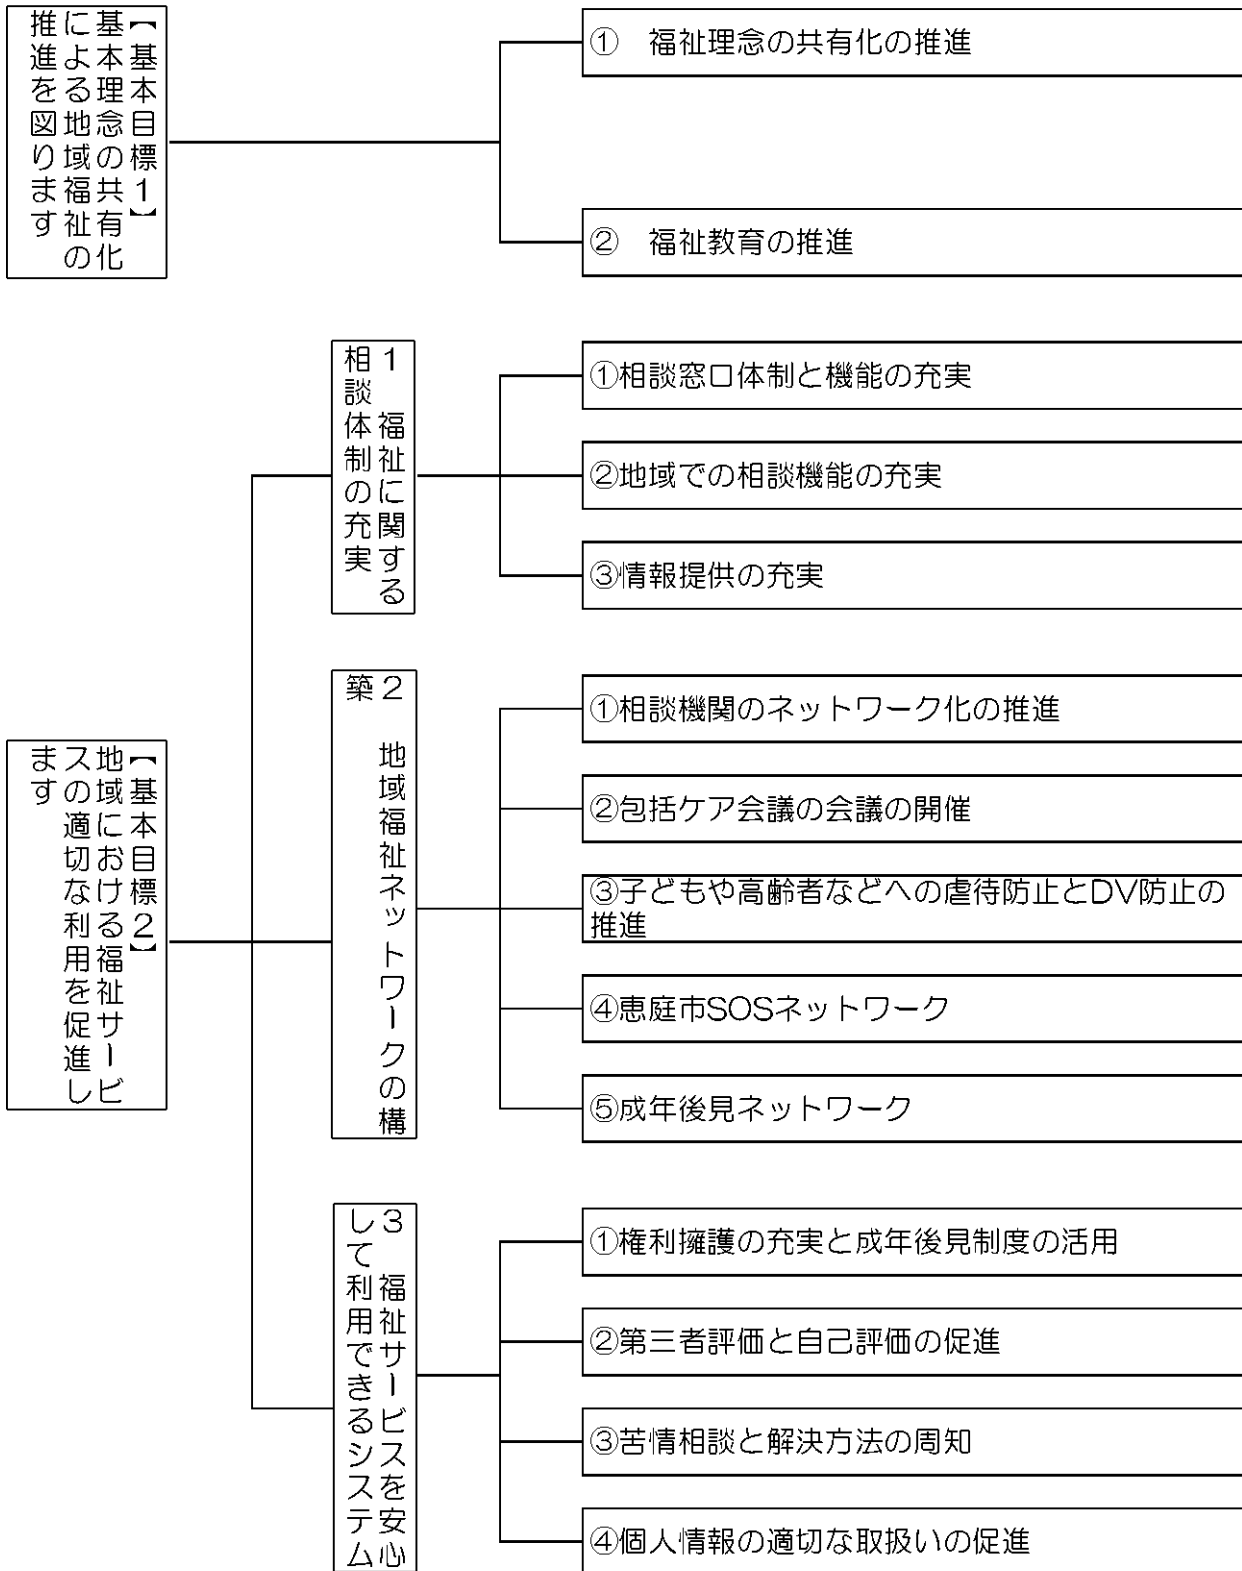 【基本目標１】
基本理念の共有化
による地域福祉の
推進を図ります
①　福祉理念の共有化の推進
②　福祉教育の推進
【基本目標２】
地域における福祉サービ
スの適切な利用を促進し
ます
１　福祉に関する
相談体制の充実
①相談窓口体制と機能の充実
②地域での相談機能の充実
③情報提供の充実
２　地域福祉ネットワークの構
築
①相談機関のネットワーク化の推進
②包括ケア会議の会議の開催
③子どもや高齢者などへの虐待防止とDV防止の
推進
④恵庭市SOSネットワーク
⑤成年後見ネットワーク
３　福祉サービスを安心
して利用できるシステム
①権利擁護の充実と成年後見制度の活用
②第三者評価と自己評価の促進
③苦情相談と解決方法の周知
④個人情報の適切な取扱いの促進